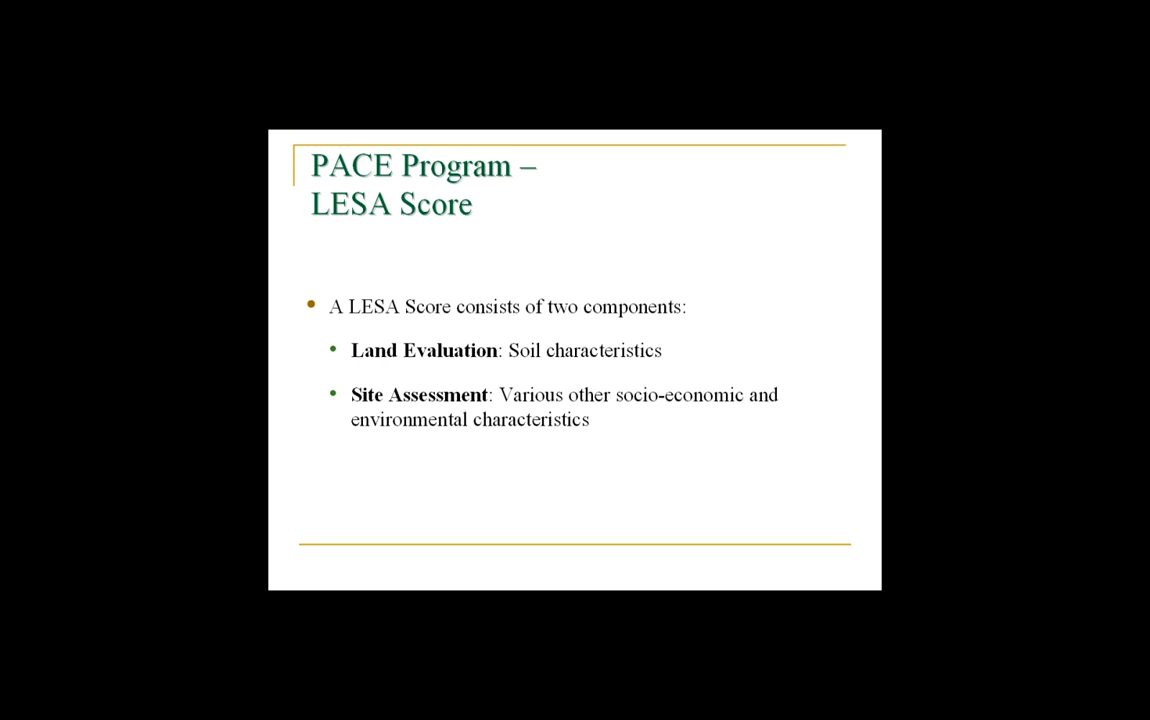 PACE Program –
LESA Score
• A LESA Score consists of two components:
• Land Evaluation: Soil characteristics
• Site Assessment: Various other socio-economic and
environmental characteristics